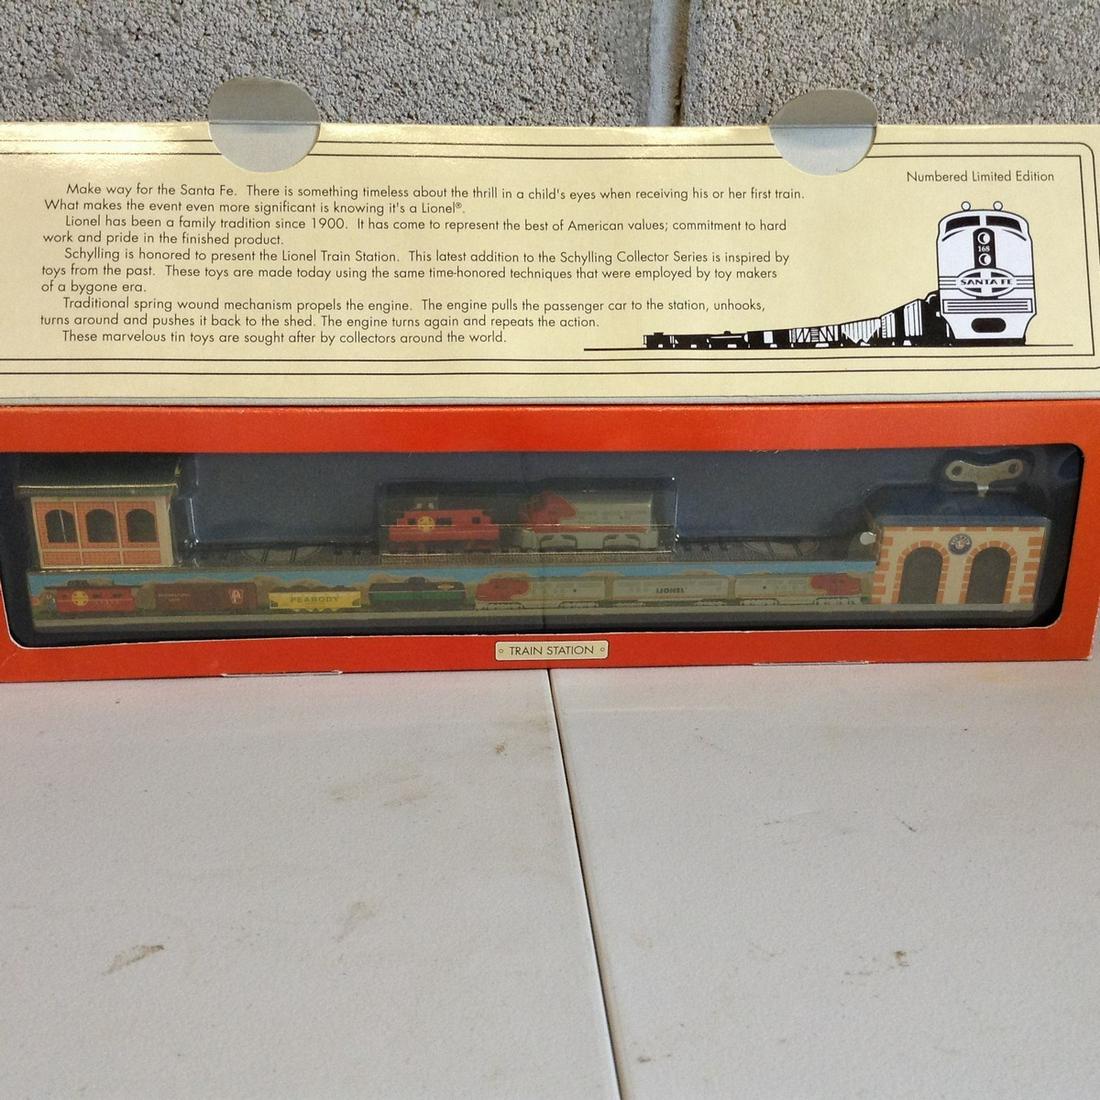 Numbered Limited Edition
Make way for the Santa Fe. There is something timeless about the thrill in a child's eyes when receiving his or her first train.
What makes the event even more significant is knowing it's a Lionel®.
Lionel has been a family tradition since 1900. It has come to represent the best of American values; commitment to hard
work and pride in the finished product.
Schylling is honored to present the Lionel Train Station. This latest addition to the Schylling Collector Series is inspired by
toys from the past. These toys are made today using the same time-honored techniques that were employed by toy makers
of a bygone era.
Traditional spring wound mechanism propels the engine. The engine pulls the passenger car to the station, unhooks,
turns around and pushes it back to the shed. The engine turns again and repeats the action.
These marvelous tin toys are sought after by collectors around the world.
168
SANTA FE
PEABODY
LIONEL
TRAIN STATION